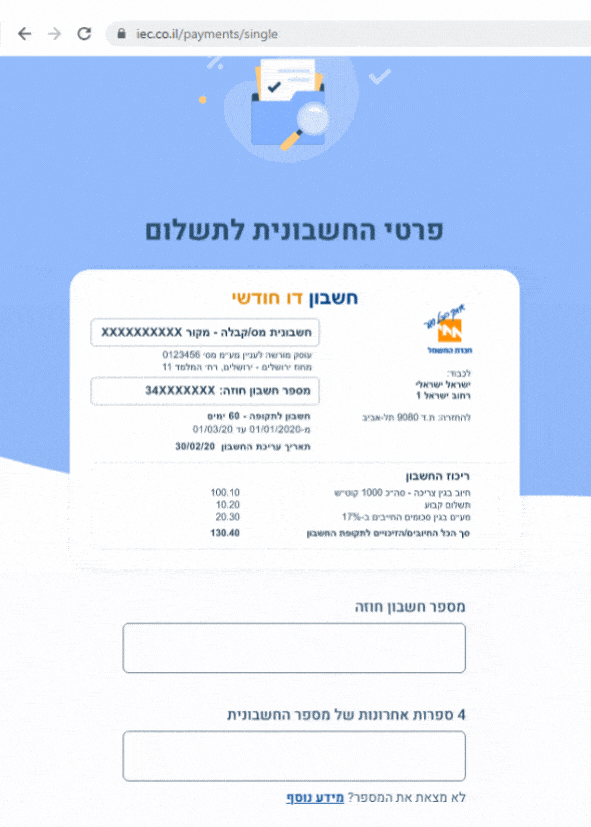 iec.co.il/payments/single
פרטי החשבונית לתשלום
חשבון דו חודשי
חשבונית מס/קבלה - מקור XXXXXXXXXX
עוסק מורשה לעניין מע״מ מס׳ 0123456
מחוז ירושלים - ירושלים, רח׳ המלמד 11
מספר חשבון חוזה: 34XXXXXXX
חשבון לתקופה - 60 ימים
מ-01/01/2020 עד 01/03/20
תאריך עריכת החשבון 30/02/20
חברת החשמל
לכבוד:
ישראל ישראלי
רחוב ישראל 1
להחזרה: ת.ד 9080 תל-אביב
ריכוז החשבון
חיוב בגין צריכה - סה״כ 1000 קוט״ש 100.10
תשלום קבוע 10.20
מע״מ בגין סכומים החייבים ב-17% 20.30
סך הכל החיובים/הזיכויים לתקופת החשבון 130.40
מספר חשבון חוזה
4 ספרות אחרונות של מספר החשבונית
לא מצאת את המספר? מידע נוסף